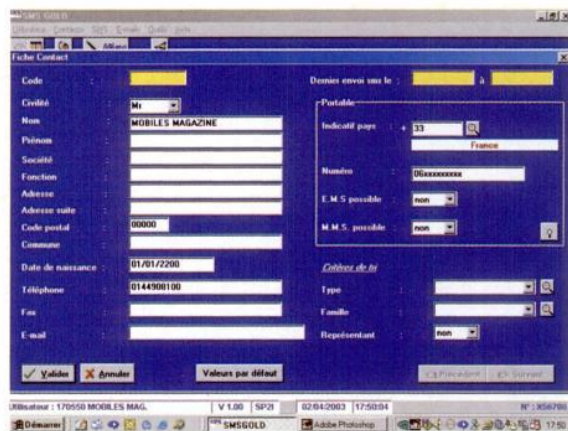 SMS GOLD
Fiche Contact
Code :
Dernier envoi sms le : à
Civilité : Mr
Nom : MOBILES MAGAZINE
Prénom :
Société :
Fonction :
Adresse :
Adresse suite :
Code postal : 00000
Commune :
Date de naissance : 01/01/2200
Téléphone : 0144908100
Fax :
E-mail :
Portable
Indicatif pays : + 33
France
Numéro : 06xxxxxxxx
E.M.S possible : non
M.M.S. possible : non
Critères de tri
Type :
Famille :
Représentant : non
Valider
Annuler
Valeurs par défaut
Précédent
Suivant
Utilisateur : 170550 MOBILES MAG. V 1.00 SP2I 02/04/2003 17:50:04 N° : XS6706
Démarrer
SMSGOLD
Adobe Photoshop
17:50